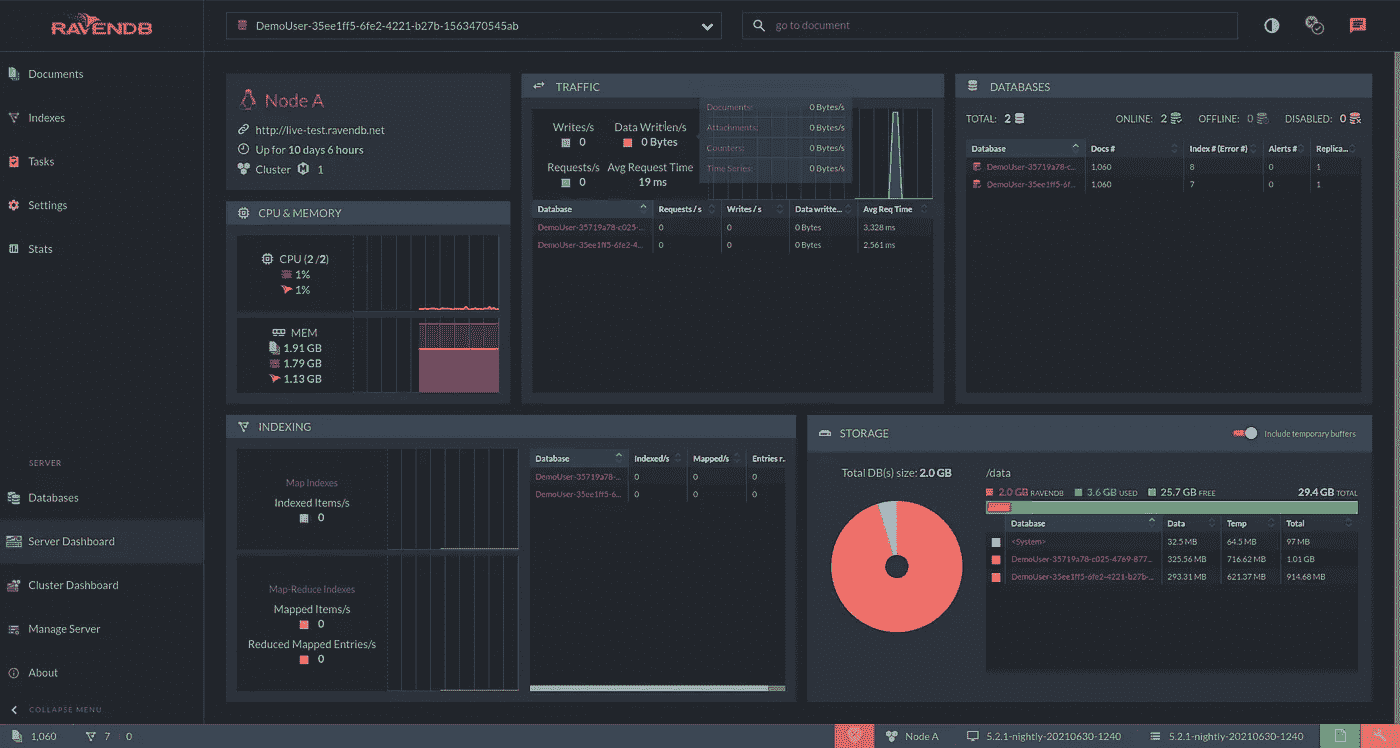 RAVENDB
DemoUser-35ee1ff5-6fe2-4221-b27b-1563470545ab
go to document
Documents
Indexes
Tasks
Settings
Stats
SERVER
Databases
Server Dashboard
Cluster Dashboard
Manage Server
About
COLLAPSE MENU
Node A
http://live-test.ravendb.net
Up for 10 days 6 hours
Cluster 1
CPU & MEMORY
CPU (2 /2)
1%
1%
MEM
1.91 GB
1.79 GB
1.13 GB
TRAFFIC
Writes/s Data Written/s
0 0 Bytes
Requests/s Avg Request Time
0 19 ms
Documents: 0 Bytes/s
Attachments: 0 Bytes/s
Counters: 0 Bytes/s
Time Series: 0 Bytes/s
Database Requests / s Writes / s Data writte... Avg Req Time
DemoUser-35719a78-c025-... 0 0 0 Bytes 3,328 ms
DemoUser-35ee1ff5-6fe2-4... 0 0 0 Bytes 2,561 ms
DATABASES
TOTAL: 2 ONLINE: 2 OFFLINE: 0 DISABLED: 0
Database Docs # Index # (Error #) Alerts # Replica...
DemoUser-35719a78-c... 1,060 8 0 1
DemoUser-35ee1ff5-6f... 1,060 7 0 1
INDEXING
Map Indexes
Indexed Items/s
0
Map-Reduce Indexes
Mapped Items/s
0
Reduced Mapped Entries/s
0
Database Indexed/s Mapped/s Entries r...
DemoUser-35719a78-... 0 0 0
DemoUser-35ee1ff5-6... 0 0 0
STORAGE
Include temporary buffers
Total DB(s) size: 2.0 GB
/data
2.0 GB RAVENDB 3.6 GB USED 25.7 GB FREE 29.4 GB TOTAL
Database Data Temp Total
<System> 32.5 MB 64.5 MB 97 MB
DemoUser-35719a78-c025-4769-877... 325.56 MB 716.62 MB 1.01 GB
DemoUser-35ee1ff5-6fe2-4221-b27b-... 293.31 MB 621.37 MB 914.68 MB
1,060 7 0
Node A
5.2.1-nightly-20210630-1240
5.2.1-nightly-20210630-1240